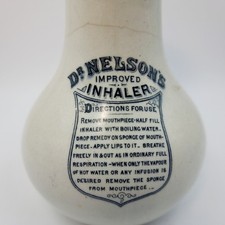 DR NELSON'S
IMPROVED
INHALER
DIRECTIONS FOR USE
REMOVE MOUTHPIECE-HALF FILL
INHALER WITH BOILING WATER.
DROP REMEDY ON SPONGE OF MOUTH-
PIECE-APPLY LIPS TO IT. BREATHE
FREELY IN & OUT AS IN ORDINARY FULL
RESPIRATION-WHEN ONLY THE VAPOUR
OF HOT WATER OR ANY INFUSION IS
DESIRED REMOVE THE SPONGE
FROM MOUTHPIECE